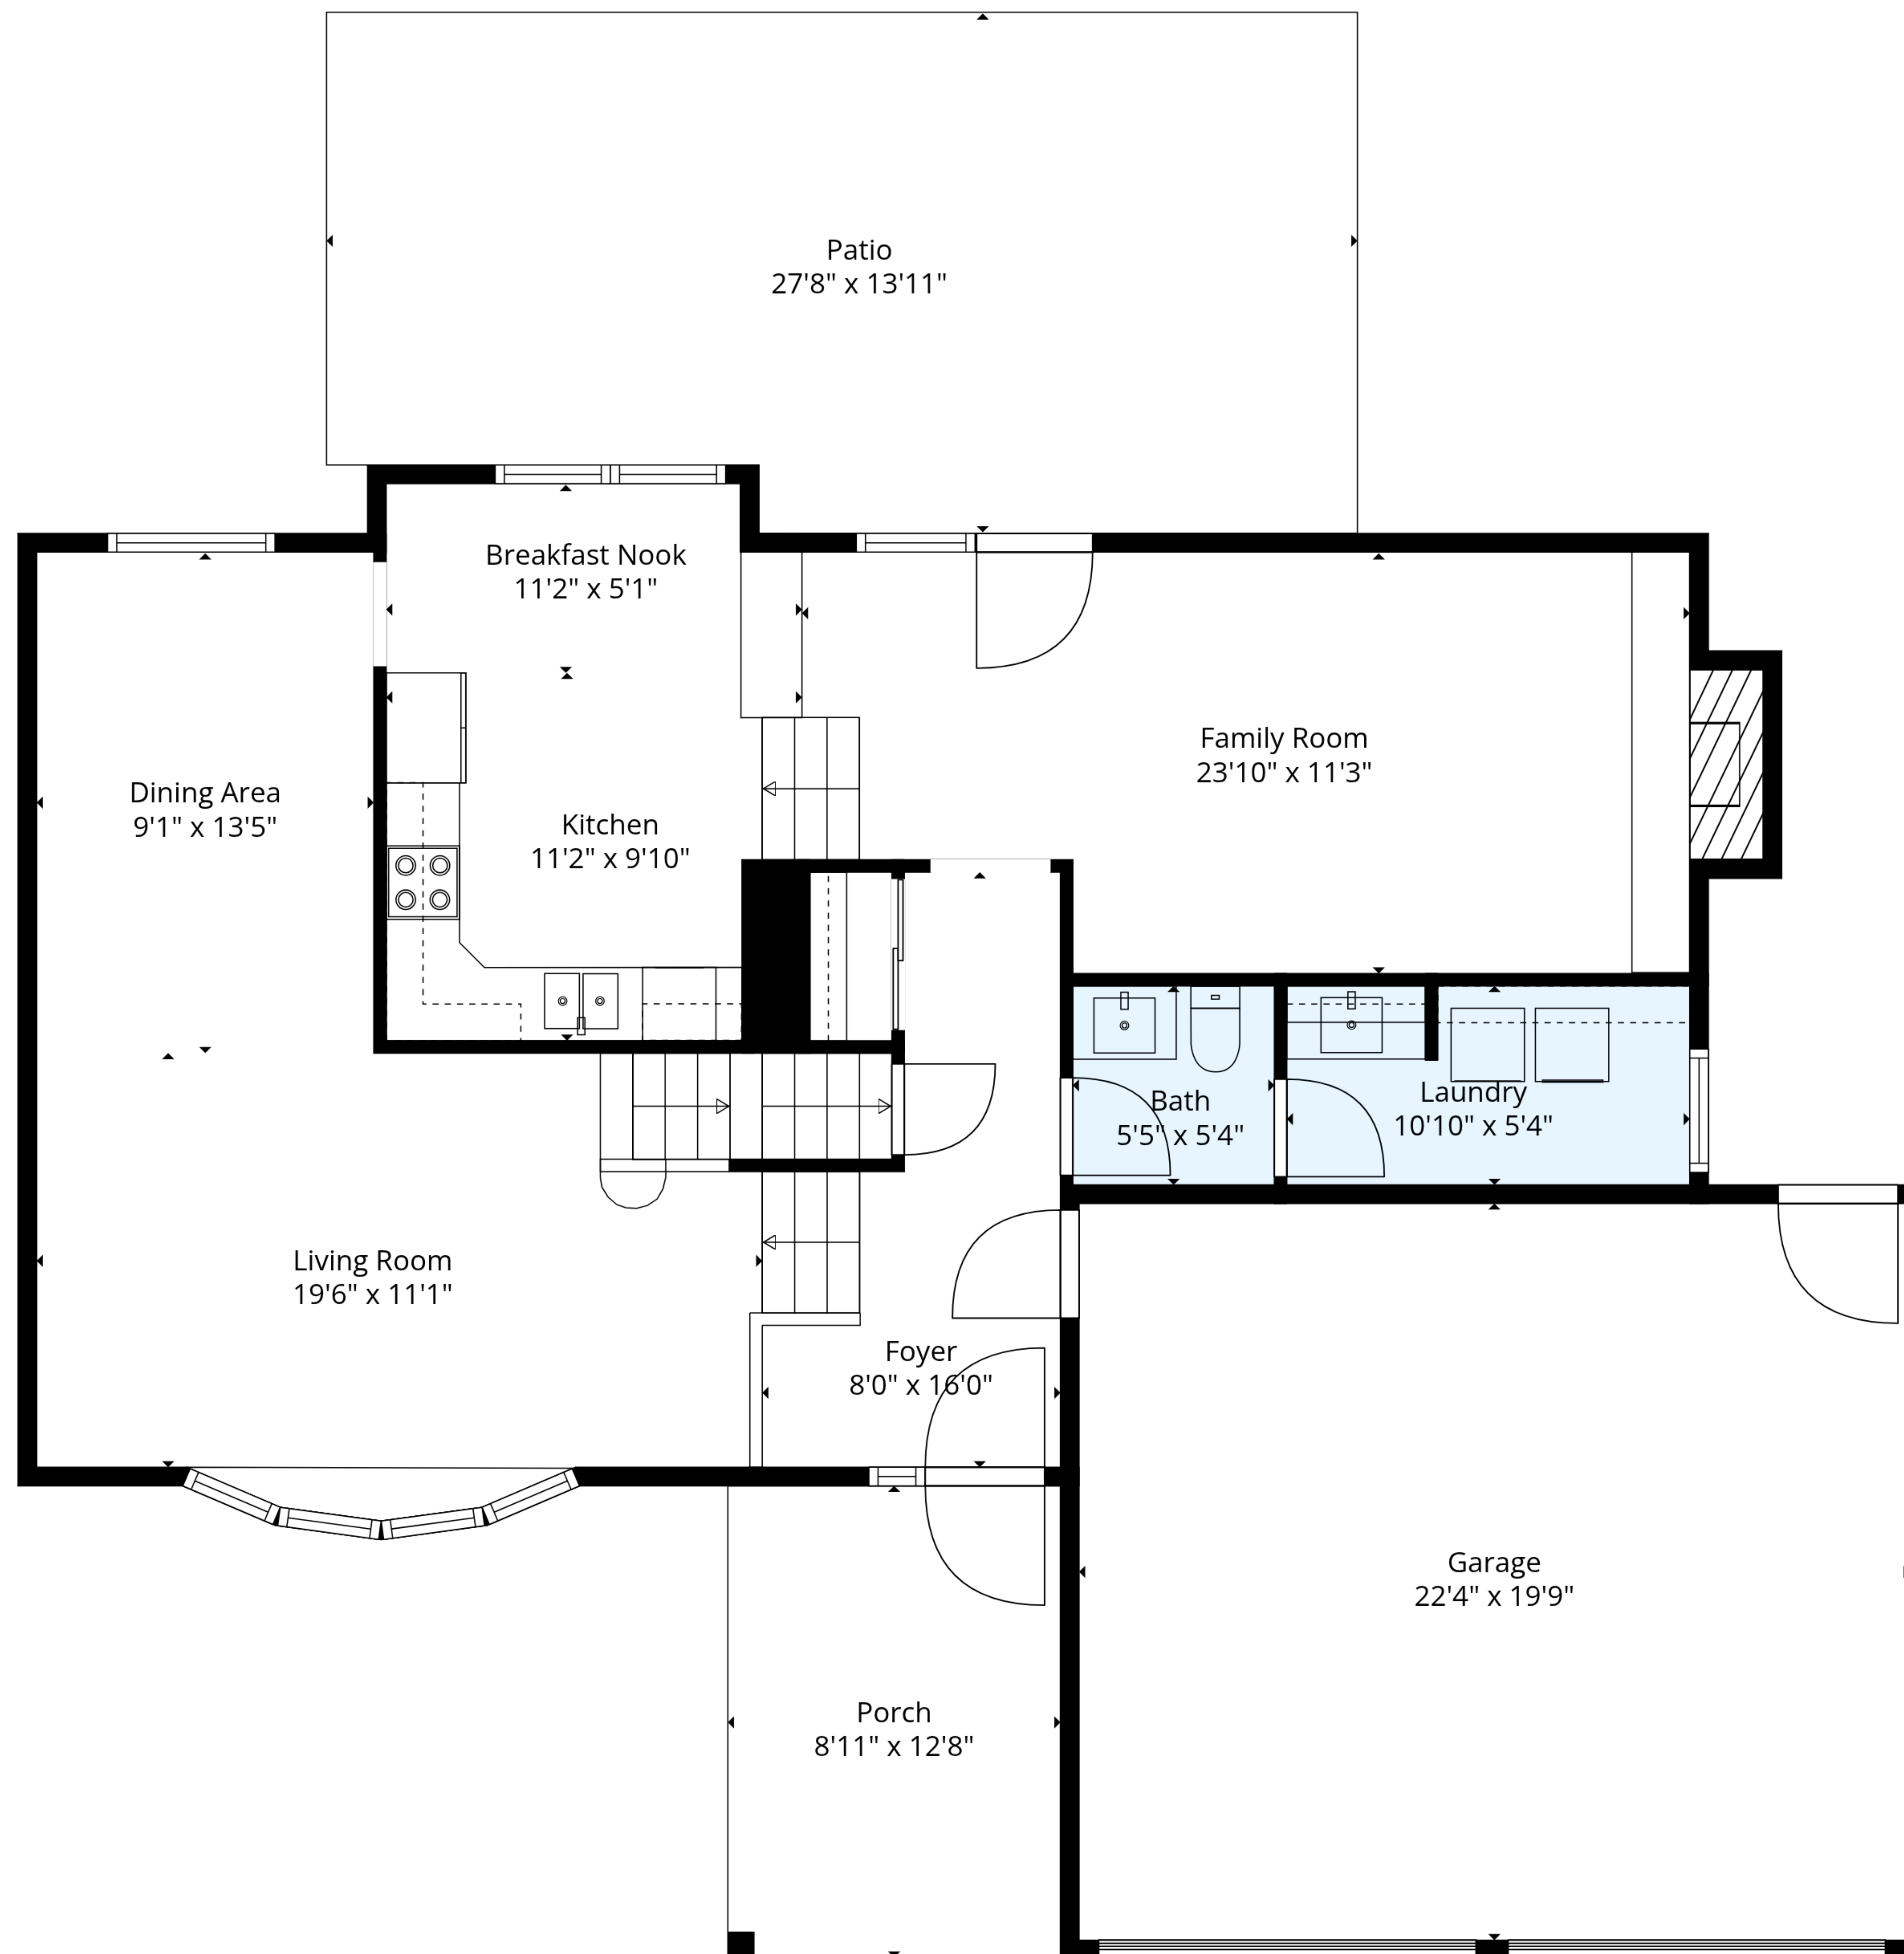 Patio
27'8" x 13'11"
Breakfast Nook
11'2" x 5'1"
Family Room
23'10" x 11'3"
Dining Area
9'1" x 13'5"
Kitchen
11'2" x 9'10"
Bath
5'5" x 5'4"
Laundry
10'10" x 5'4"
Living Room
19'6" x 11'1"
Foyer
8'0" x 16'0"
Garage
22'4" x 19'9"
Porch
8'11" x 12'8"